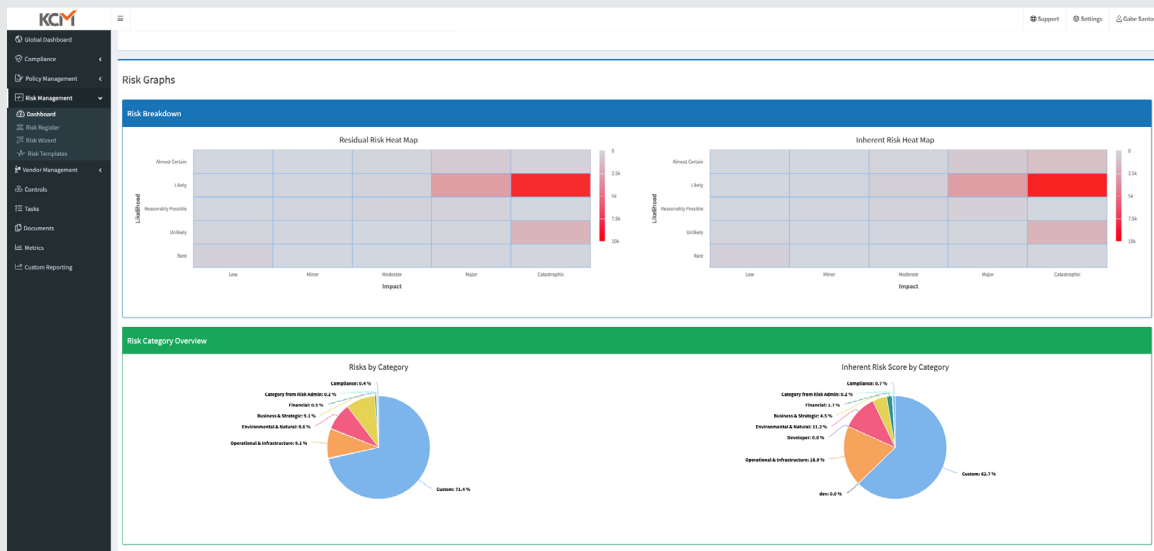 KCM
Support
Settings
Gabe Santo
Global Dashboard
Compliance
Policy Management
Risk Management
Dashboard
Risk Register
Risk Wizard
Risk Templates
Vendor Management
Controls
Tasks
Documents
Metrics
Custom Reporting
Risk Graphs
Risk Breakdown
Residual Risk Heat Map
Likelihood
Almost Certain
Likely
Reasonably Possible
Unlikely
Rare
Low Minor Moderate Major Catastrophic
Impact
0
2.5k
5k
7.5k
10k
Inherent Risk Heat Map
Likelihood
Almost Certain
Likely
Reasonably Possible
Unlikely
Rare
Low Minor Moderate Major Catastrophic
Impact
0
2.5k
5k
7.5k
10k
Risk Category Overview
Risks by Category
Compliance: 0.4 %
Category from Risk Admin: 0.2 %
Financial: 0.5 %
Business & Strategic: 9.1 %
Environmental & Natural: 8.6 %
Operational & Infrastructure: 9.1 %
Custom: 71.4 %
Inherent Risk Score by Category
Compliance: 0.7 %
Category from Risk Admin: 0.2 %
Financial: 1.7 %
Business & Strategic: 4.5 %
Environmental & Natural: 11.2 %
Developer: 0.0 %
Operational & Infrastructure: 18.9 %
dev: 0.0 %
Custom: 62.7 %